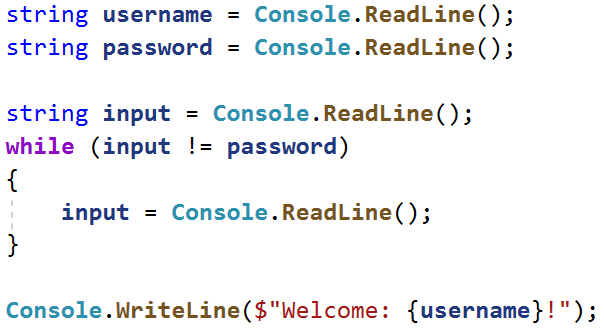 string username = Console.ReadLine();
string password = Console.ReadLine();

string input = Console.ReadLine();
while (input != password)
{
    input = Console.ReadLine();
}

Console.WriteLine($"Welcome: {username}!");